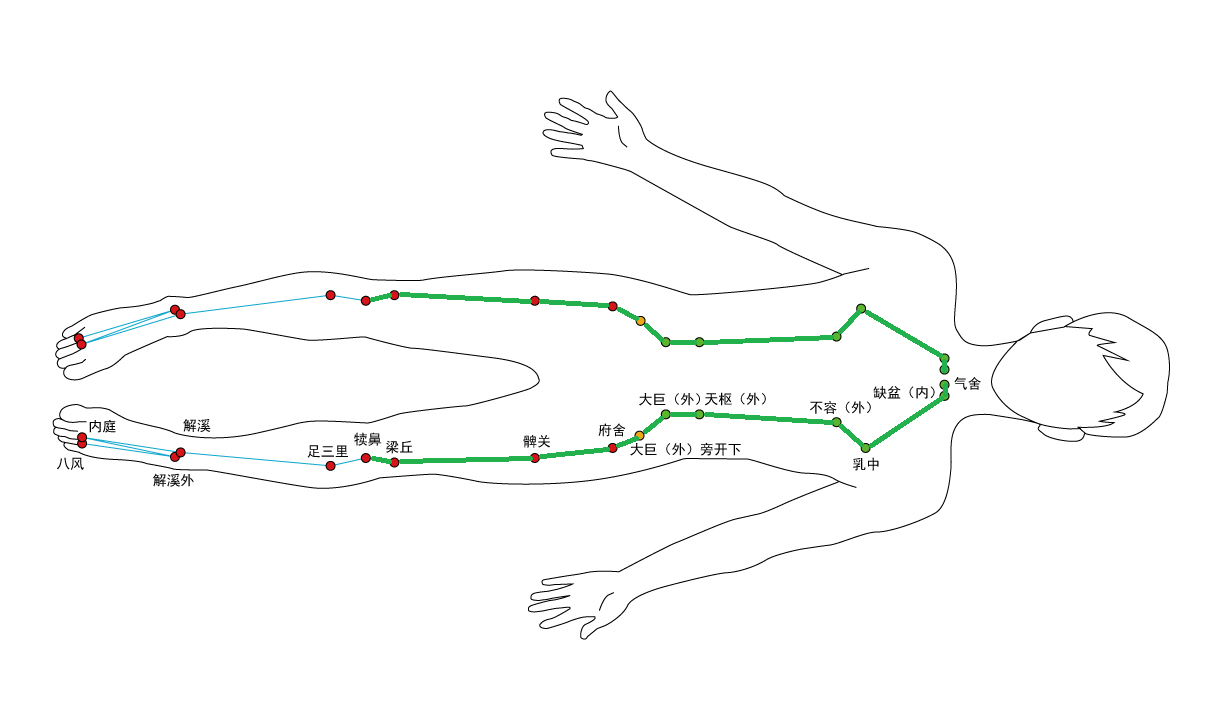 气舍
缺盆（内）
大巨（外）
天枢（外）
不容（外）
内庭
解溪
府舍
髀关
犊鼻
梁丘
足三里
大巨（外）旁开下
乳中
八风
解溪外